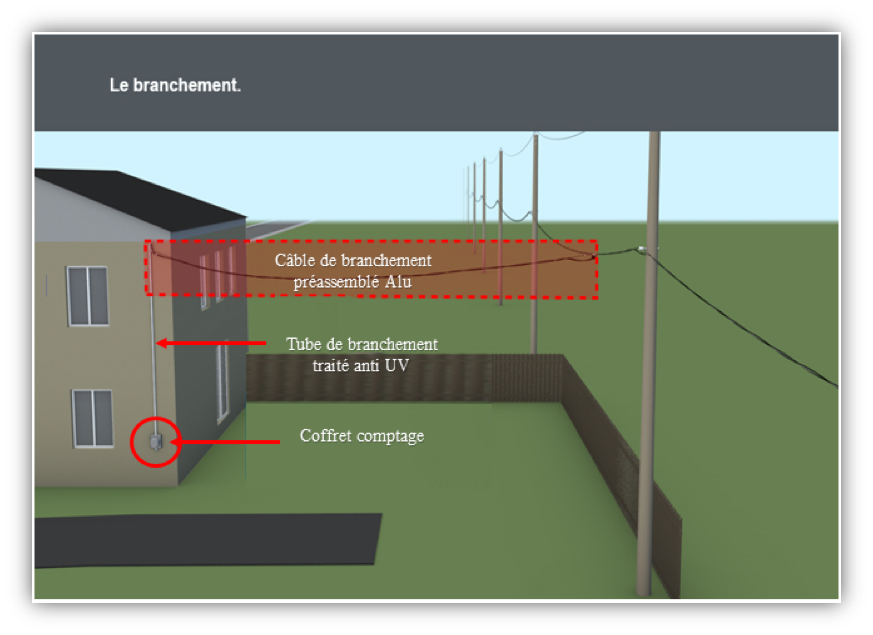 Le branchement.
Câble de branchement
préassemblé Alu
Tube de branchement
traité anti UV
Coffret comptage